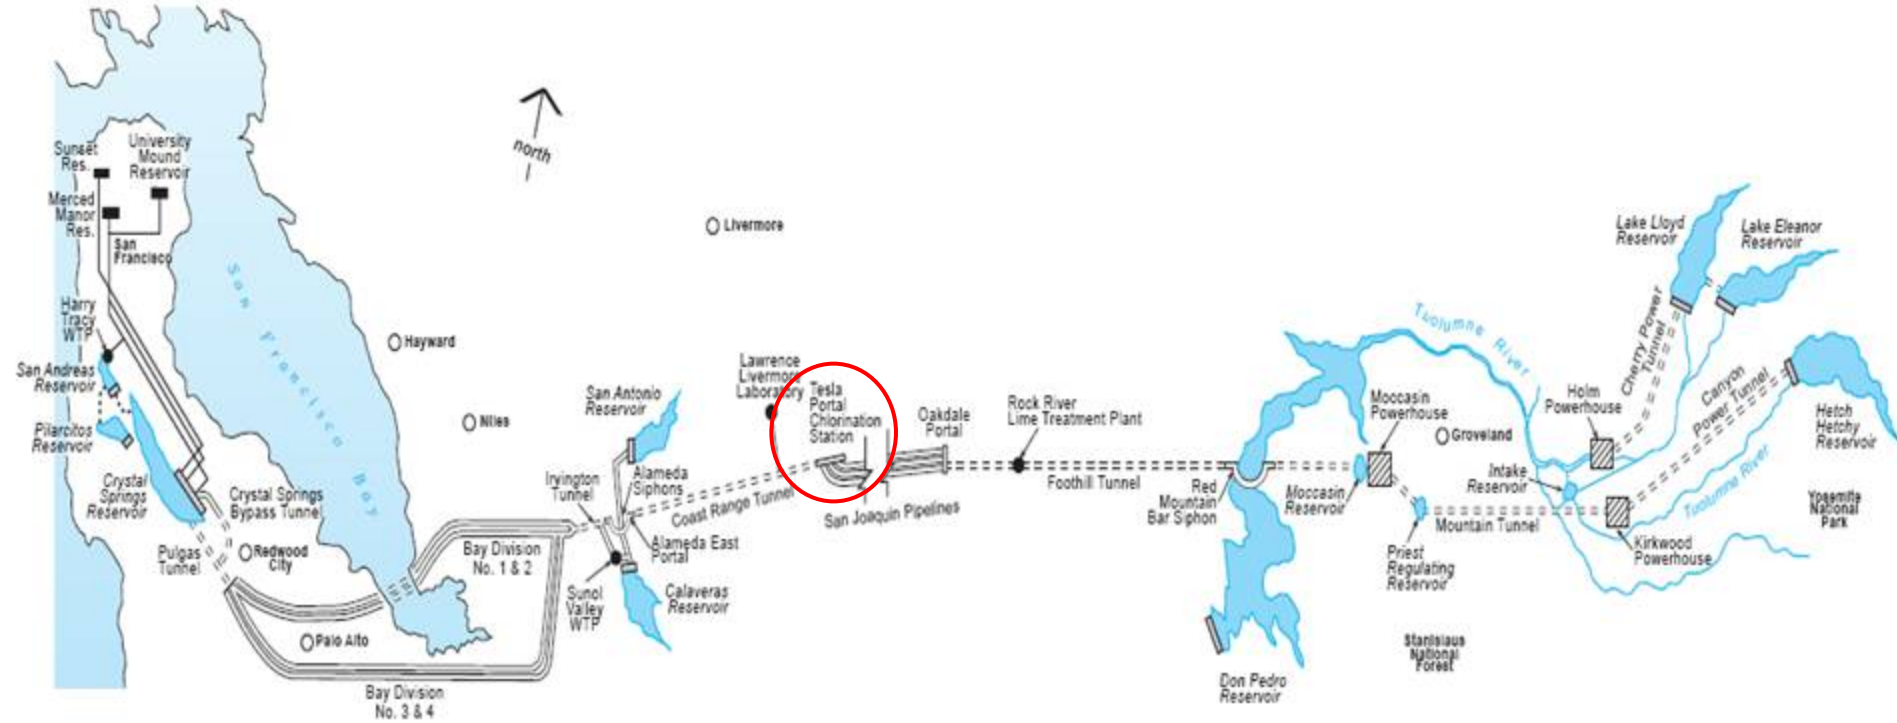 Sunset
Res.
University
Mound
Reservoir
Merced
Manor
Res.
San
Francisco
Harry
Tracy
WTP
San Andreas
Reservoir
Pilarcitos
Reservoir
Crystal
Springs
Reservoir
Crystal Springs
Bypass Tunnel
Pulgas
Tunnel
Redwood
City
Palo Alto
San Francisco Bay
north
Livermore
Hayward
Niles
Bay Division
No. 1 & 2
Bay Division
No. 3 & 4
Irvington
Tunnel
San Antonio
Reservoir
Alameda
Siphons
Alameda East
Portal
Sunol
Valley
WTP
Calaveras
Reservoir
Coast Range Tunnel
Lawrence
Livermore
Laboratory
Tesla
Portal
Chlorination
Station
San Joaquin Pipelines
Oakdale
Portal
Rock River
Lime Treatment Plant
Foothill Tunnel
Red
Mountain
Bar Siphon
Don Pedro
Reservoir
Moccasin
Reservoir
Moccasin
Powerhouse
Groveland
Priest
Regulating
Reservoir
Mountain Tunnel
Intake
Reservoir
Tuolumne River
Holm
Powerhouse
Kirkwood
Powerhouse
Cherry Power
Tunnel
Canyon
Power Tunnel
Lake Lloyd
Reservoir
Lake Eleanor
Reservoir
Hetch
Hetchy
Reservoir
Tuolumne River
Yosemite
National
Park
Stanislaus
National
Forest